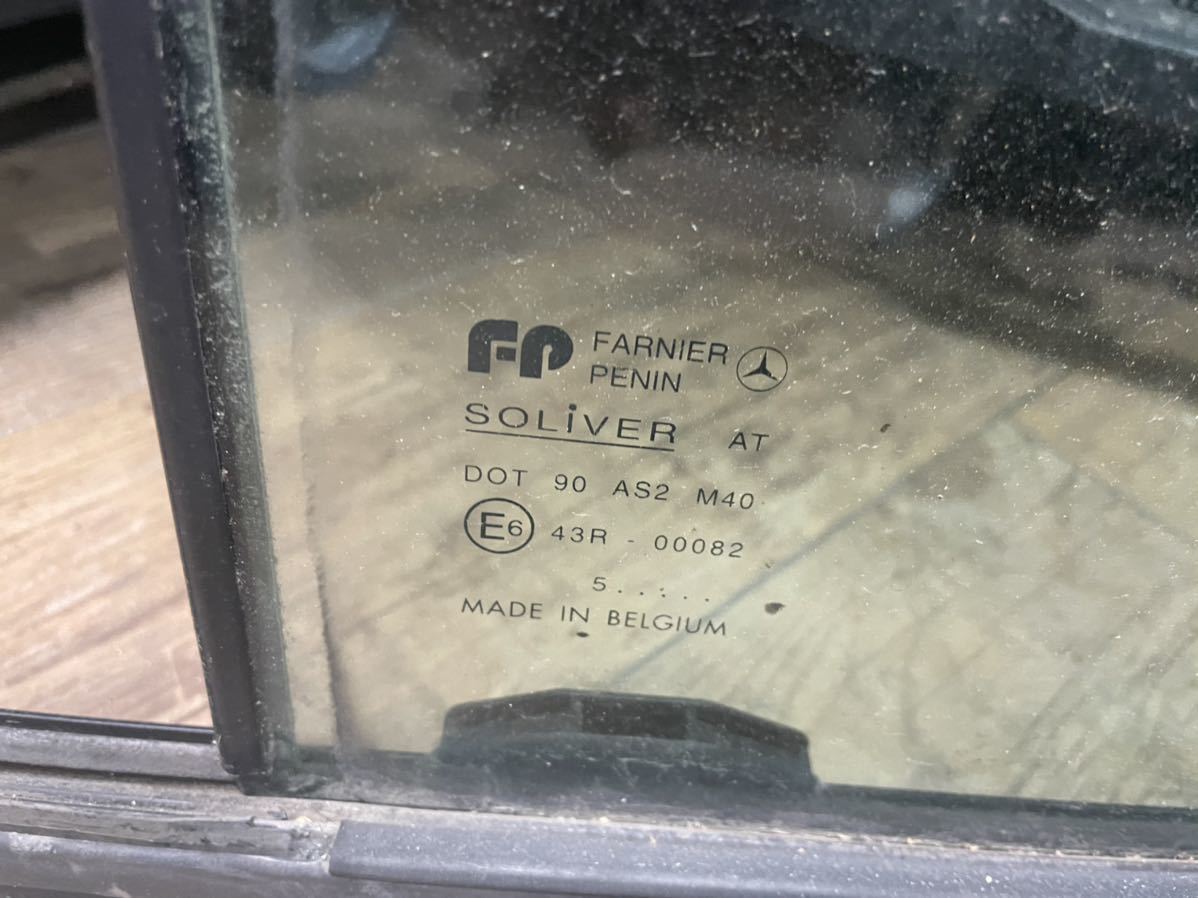 FP FARNIER
PENIN
SOLiVER AT
DOT 90 AS2 M40
E6 43R - 00082
5.....
MADE IN BELGIUM